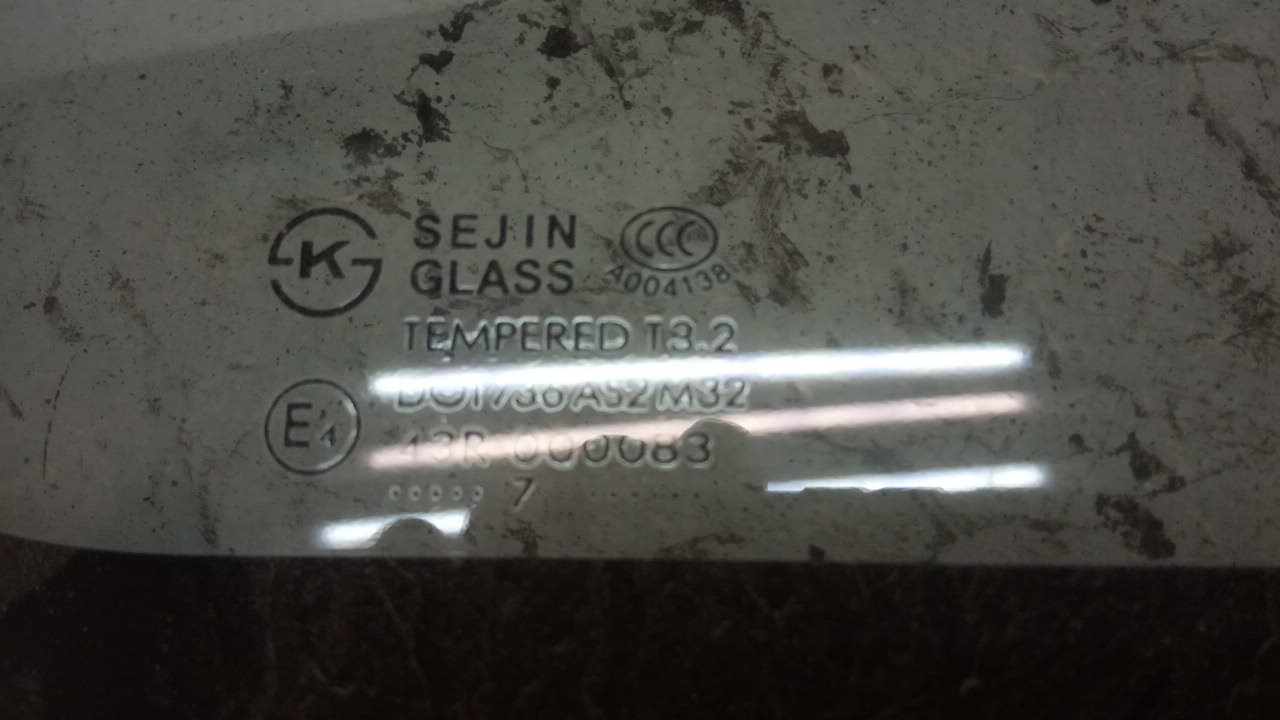 K
SEJIN
GLASS
CCC
A004138
TEMPERED T3.2
DOT736 AS2 M32
E4
43R 000083
7